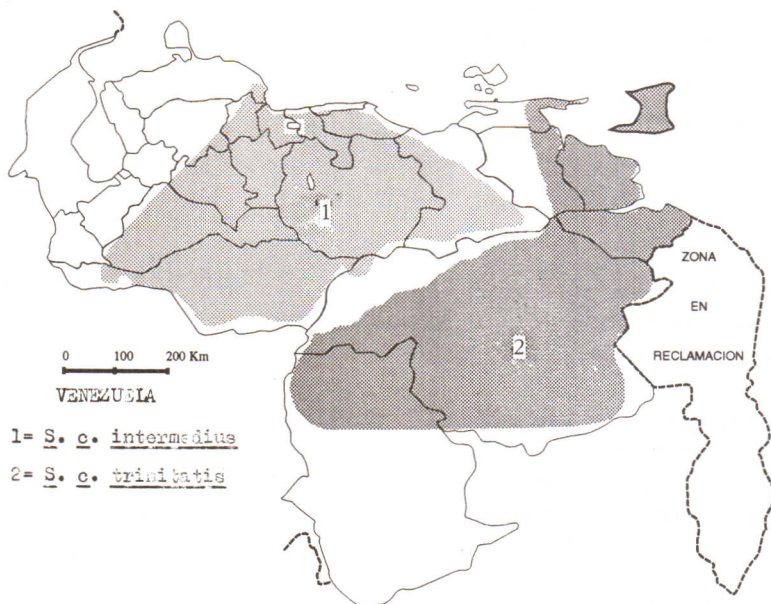 1
2
ZONA
EN
RECLAMACION
0 100 200 Km
VENEZUELA
1= S. c. intermedius
2= S. c. trinitatis